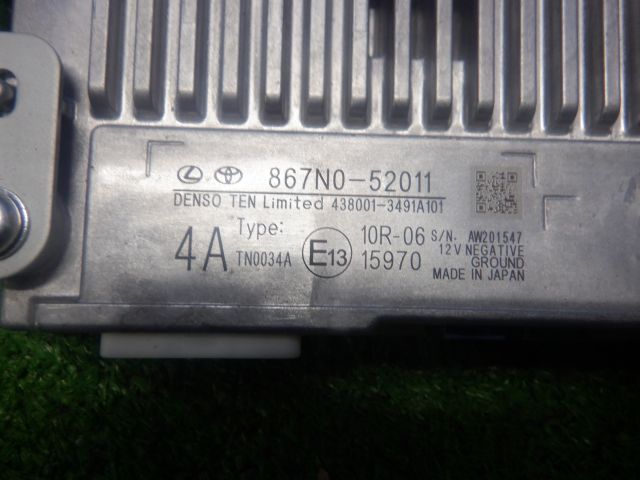 867N0-52011
DENSO TEN Limited 438001-3491A101
4A
Type:
TN0034A
E13
10R-06
15970
S/N. AW201547
12V NEGATIVE
GROUND
MADE IN JAPAN